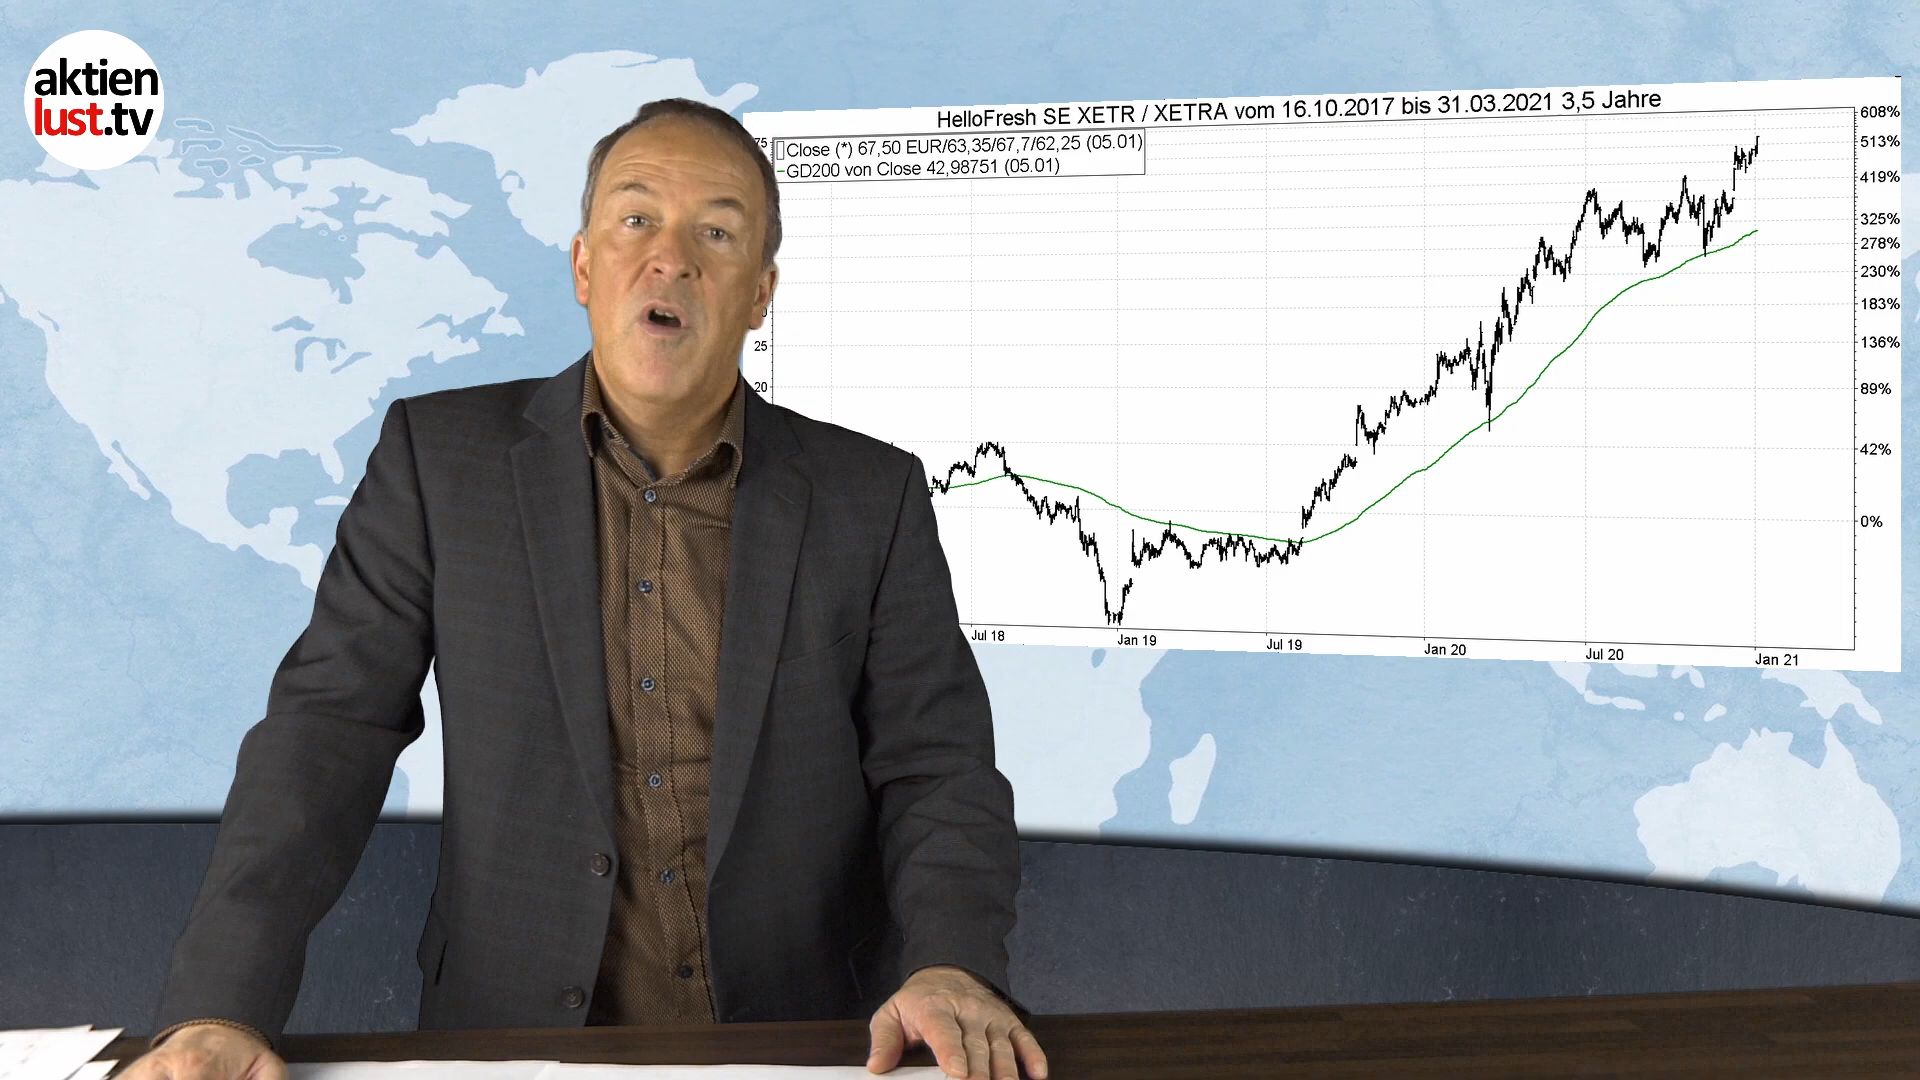 aktien
lust.tv
HelloFresh SE XETR / XETRA vom 16.10.2017 bis 31.03.2021 3,5 Jahre
Close (*) 67,50 EUR/63,35/67,7/62,25 (05.01)
GD200 von Close 42,98751 (05.01)
75
25
20
608%
513%
419%
325%
278%
230%
183%
136%
89%
42%
0%
Jul 18
Jan 19
Jul 19
Jan 20
Jul 20
Jan 21